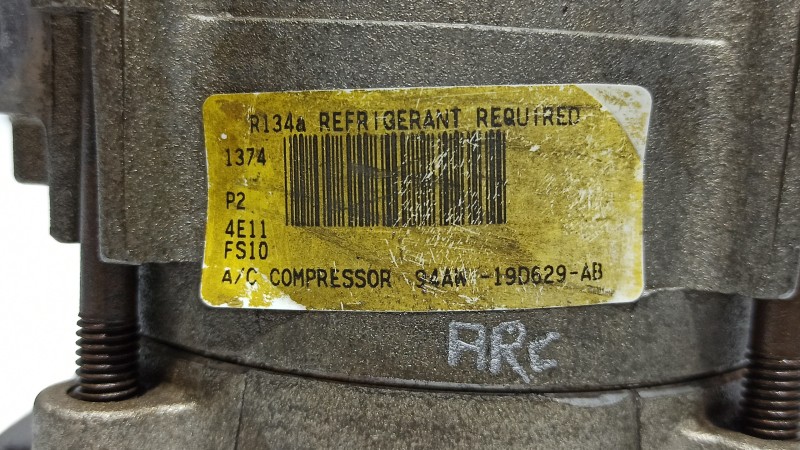 R134a REFRIGERANT REQUIRED
1374
P2
4E11
FS10
A/C COMPRESSOR 94AW-19D629-AB
ARC